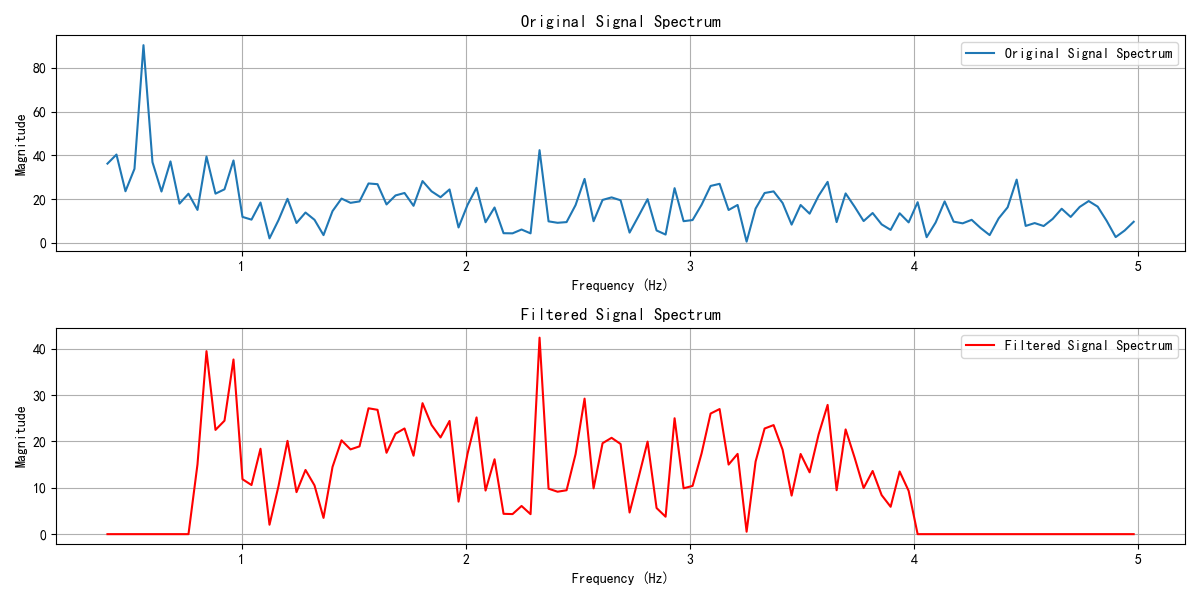 Original Signal Spectrum
Original Signal Spectrum
Magnitude
80
60
40
20
0
1
2
3
4
5
Frequency (Hz)
Filtered Signal Spectrum
Filtered Signal Spectrum
Magnitude
40
30
20
10
0
1
2
3
4
5
Frequency (Hz)